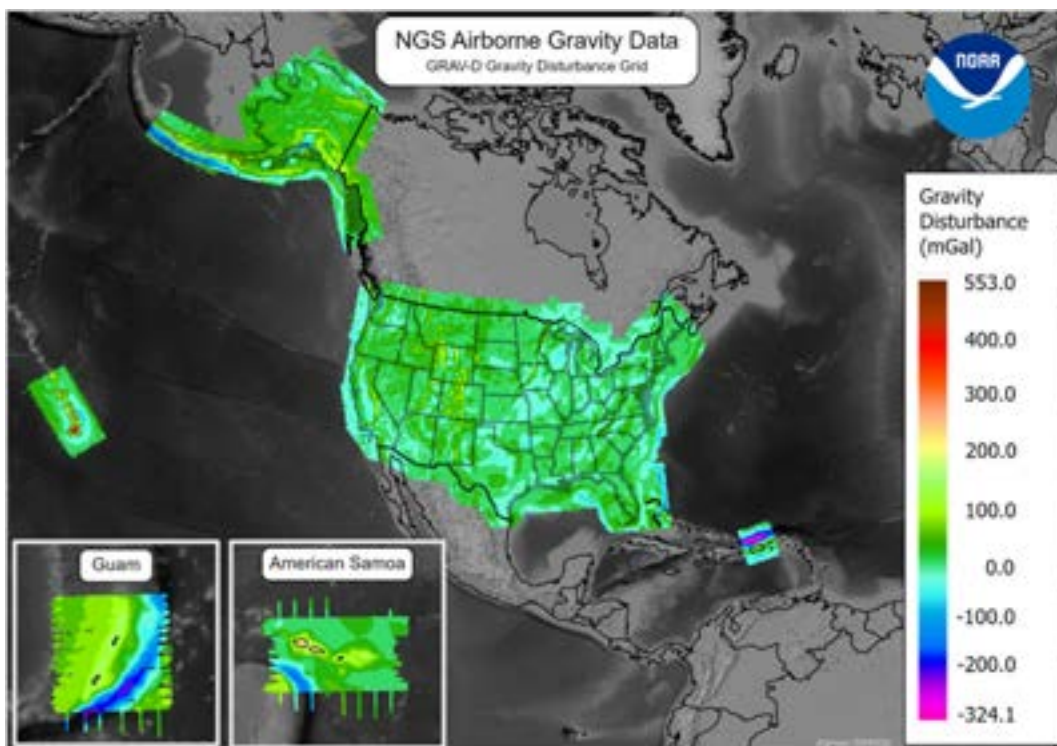 NGS Airborne Gravity Data
GRAV-D Gravity Disturbance Grid
NOAA
Gravity
Disturbance
(mGal)
553.0
400.0
300.0
200.0
100.0
0.0
-100.0
-200.0
-324.1
Guam
American Samoa